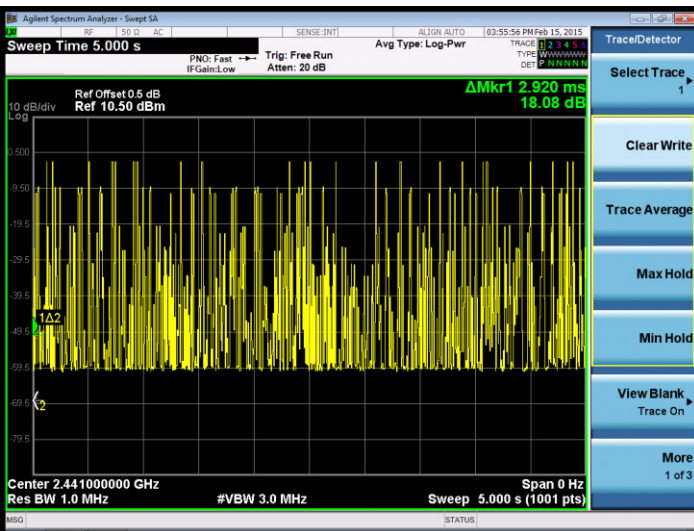 Agilent Spectrum Analyzer - Swept SA
RF 50 Ω AC SENSE:INT ALIGN AUTO 03:55:56 PM Feb 15, 2015
Sweep Time 5.000 s
PNO: Fast
IFGain:Low
Trig: Free Run
Atten: 20 dB
Avg Type: Log-Pwr
TRACE 1 2 3 4 5 6
TYPE WWWWWW
DET P N N N N N
Trace/Detector
Select Trace
1
Clear Write
Trace Average
Max Hold
Min Hold
View Blank
Trace On
More
1 of 3
ΔMkr1 2.920 ms
18.08 dB
Ref Offset 0.5 dB
10 dB/div Ref 10.50 dBm
Log
0.500
-9.50
-19.5
-29.5
-39.5
1Δ2
-49.5
-59.5
-69.5
2
-79.5
Center 2.441000000 GHz Span 0 Hz
Res BW 1.0 MHz #VBW 3.0 MHz Sweep 5.000 s (1001 pts)
MSG STATUS